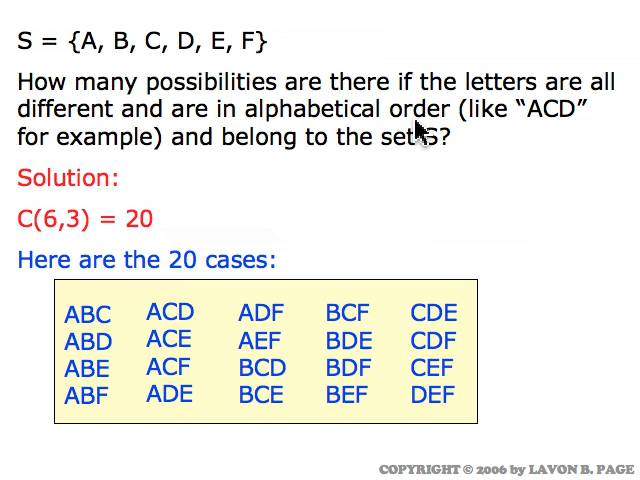 S = {A, B, C, D, E, F}
How many possibilities are there if the letters are all
different and are in alphabetical order (like “ACD”
for example) and belong to the set S?
Solution:
C(6,3) = 20
Here are the 20 cases:
ABC ACD ADF BCF CDE
ABD ACE AEF BDE CDF
ABE ACF BCD BDF CEF
ABF ADE BCE BEF DEF
COPYRIGHT © 2006 by LAVON B. PAGE